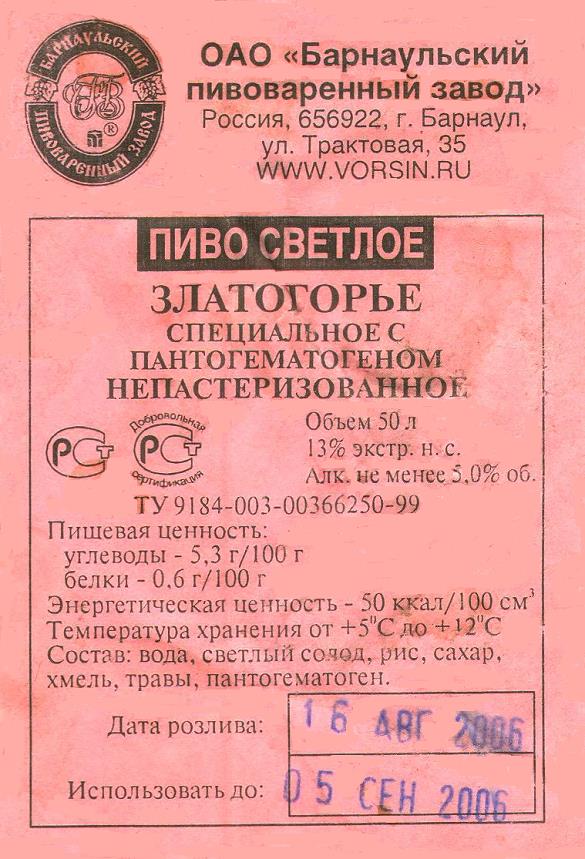 БАРНАУЛЬСКИЙ
ПИВОВАРЕННЫЙ ЗАВОД
®
ОАО «Барнаульский
пивоваренный завод»
Россия, 656922, г. Барнаул,
ул. Трактовая, 35
WWW.VORSIN.RU
ПИВО СВЕТЛОЕ
ЗЛАТОГОРЬЕ
СПЕЦИАЛЬНОЕ С
ПАНТОГЕМАТОГЕНОМ
НЕПАСТЕРИЗОВАННОЕ
РСТ
Добровольная
РСТ
сертификация
Объем 50 л
13% экстр. н. с.
Алк. не менее 5,0% об.
ТУ 9184-003-00366250-99
Пищевая ценность:
углеводы - 5,3 г/100 г
белки - 0,6 г/100 г
Энергетическая ценность - 50 ккал/100 см³
Температура хранения от +5°С до +12°С
Состав: вода, светлый солод, рис, сахар,
хмель, травы, пантогематоген.
Дата розлива: 16 АВГ 2006
Использовать до: 05 СЕН 2006